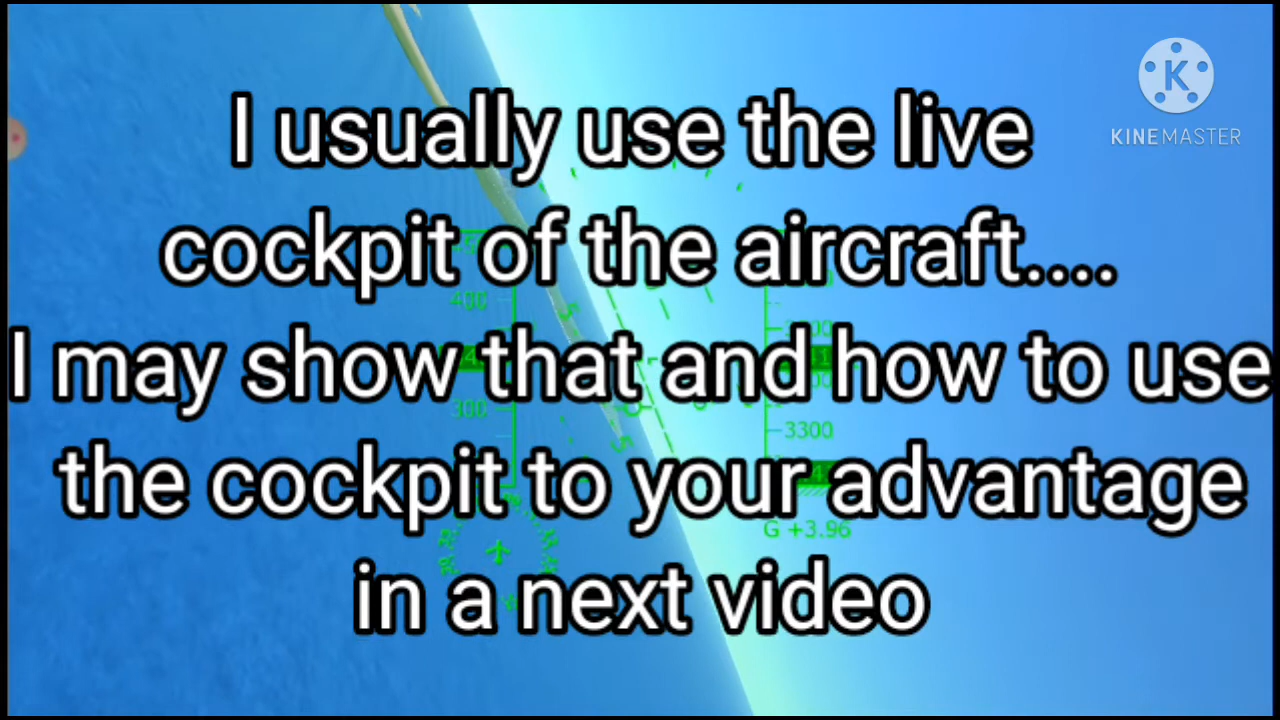 I usually use the live
cockpit of the aircraft....
I may show that and how to use
the cockpit to your advantage
in a next video
K
KINEMASTER
400
300
3300
G +3.96